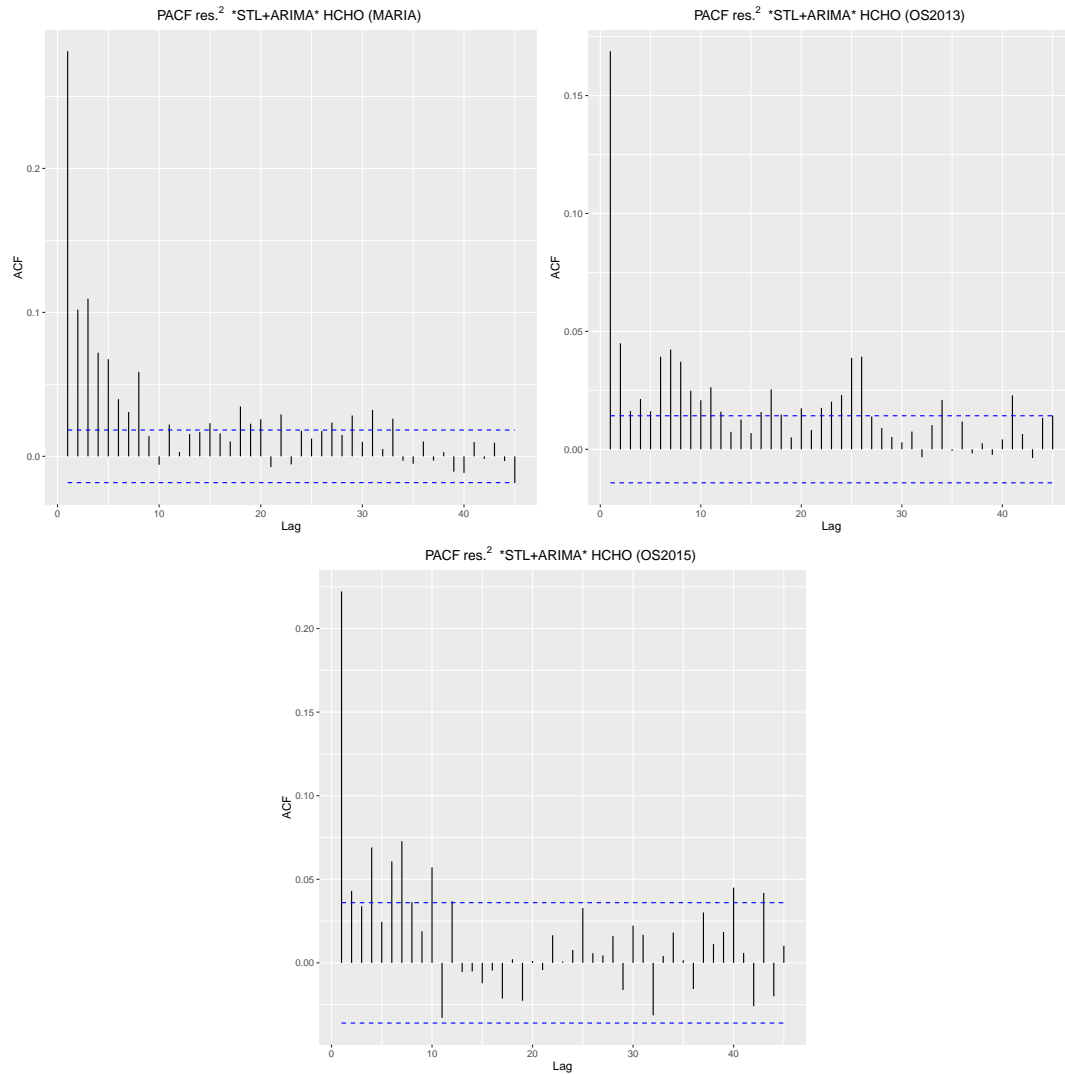 PACF res.² *STL+ARIMA* HCHO (MARIA)
ACF
0.2
0.1
0.0
0 10 20 30 40
Lag
PACF res.² *STL+ARIMA* HCHO (OS2013)
ACF
0.15
0.10
0.05
0.00
0 10 20 30 40
Lag
PACF res.² *STL+ARIMA* HCHO (OS2015)
ACF
0.20
0.15
0.10
0.05
0.00
0 10 20 30 40
Lag